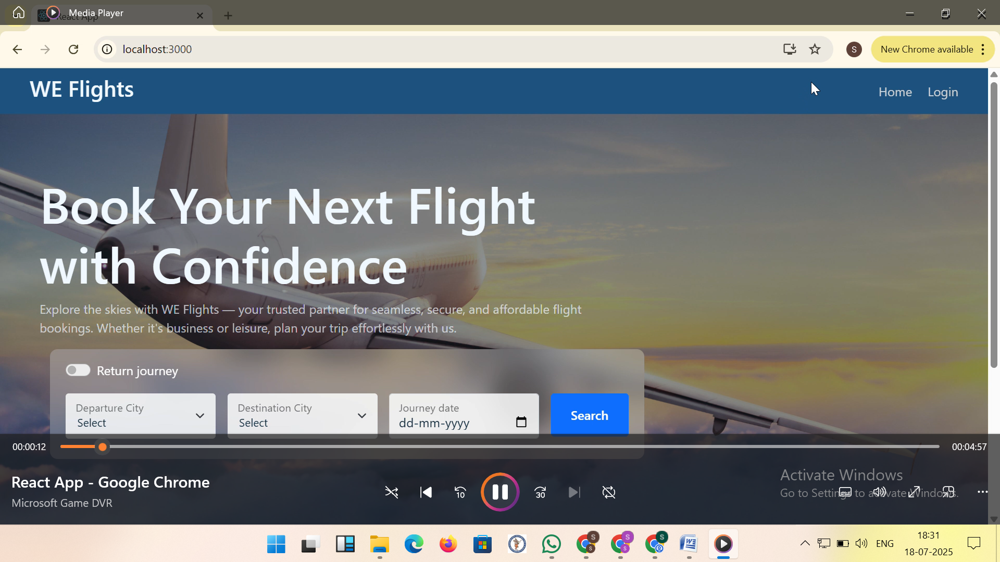 Media Player
React App
localhost:3000
S
New Chrome available
WE Flights
Home
Login
Book Your Next Flight
with Confidence
Explore the skies with WE Flights — your trusted partner for seamless, secure, and affordable flight
bookings. Whether it's business or leisure, plan your trip effortlessly with us.
Return journey
Departure City
Select
Destination City
Select
Journey date
dd-mm-yyyy
Search
00:00:12
00:04:57
React App - Google Chrome
Microsoft Game DVR
10
30
Activate Windows
Go to Settings to activate Windows.
S
S
S
S
S
W
ENG
18:31
18-07-2025